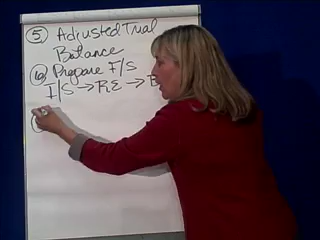 ⑤ Adjusted Trial
Balance
⑥ Prepare F/S
I/S → RE → B